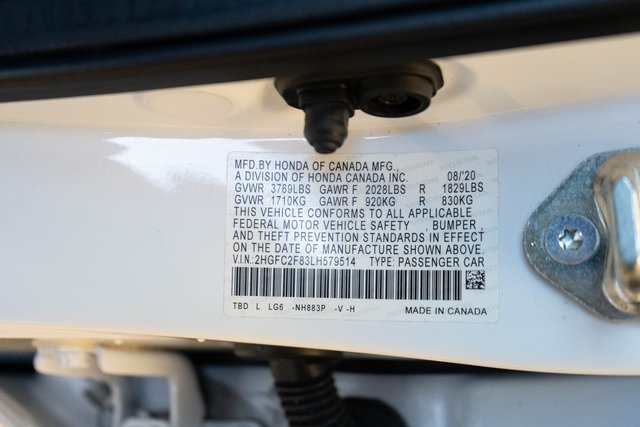 MFD.BY HONDA OF CANADA MFG.,
A DIVISION OF HONDA CANADA INC. 08/'20
GVWR 3769LBS GAWR F 2028LBS R 1829LBS
GVWR 1710KG GAWR F 920KG R 830KG
THIS VEHICLE CONFORMS TO ALL APPLICABLE
FEDERAL MOTOR VEHICLE SAFETY , BUMPER
AND THEFT PREVENTION STANDARDS IN EFFECT
ON THE DATE OF MANUFACTURE SHOWN ABOVE.
V.I.N:2HGFC2F83LH579514 TYPE: PASSENGER CAR
TBD L LG6 -NH883P -V-H MADE IN CANADA